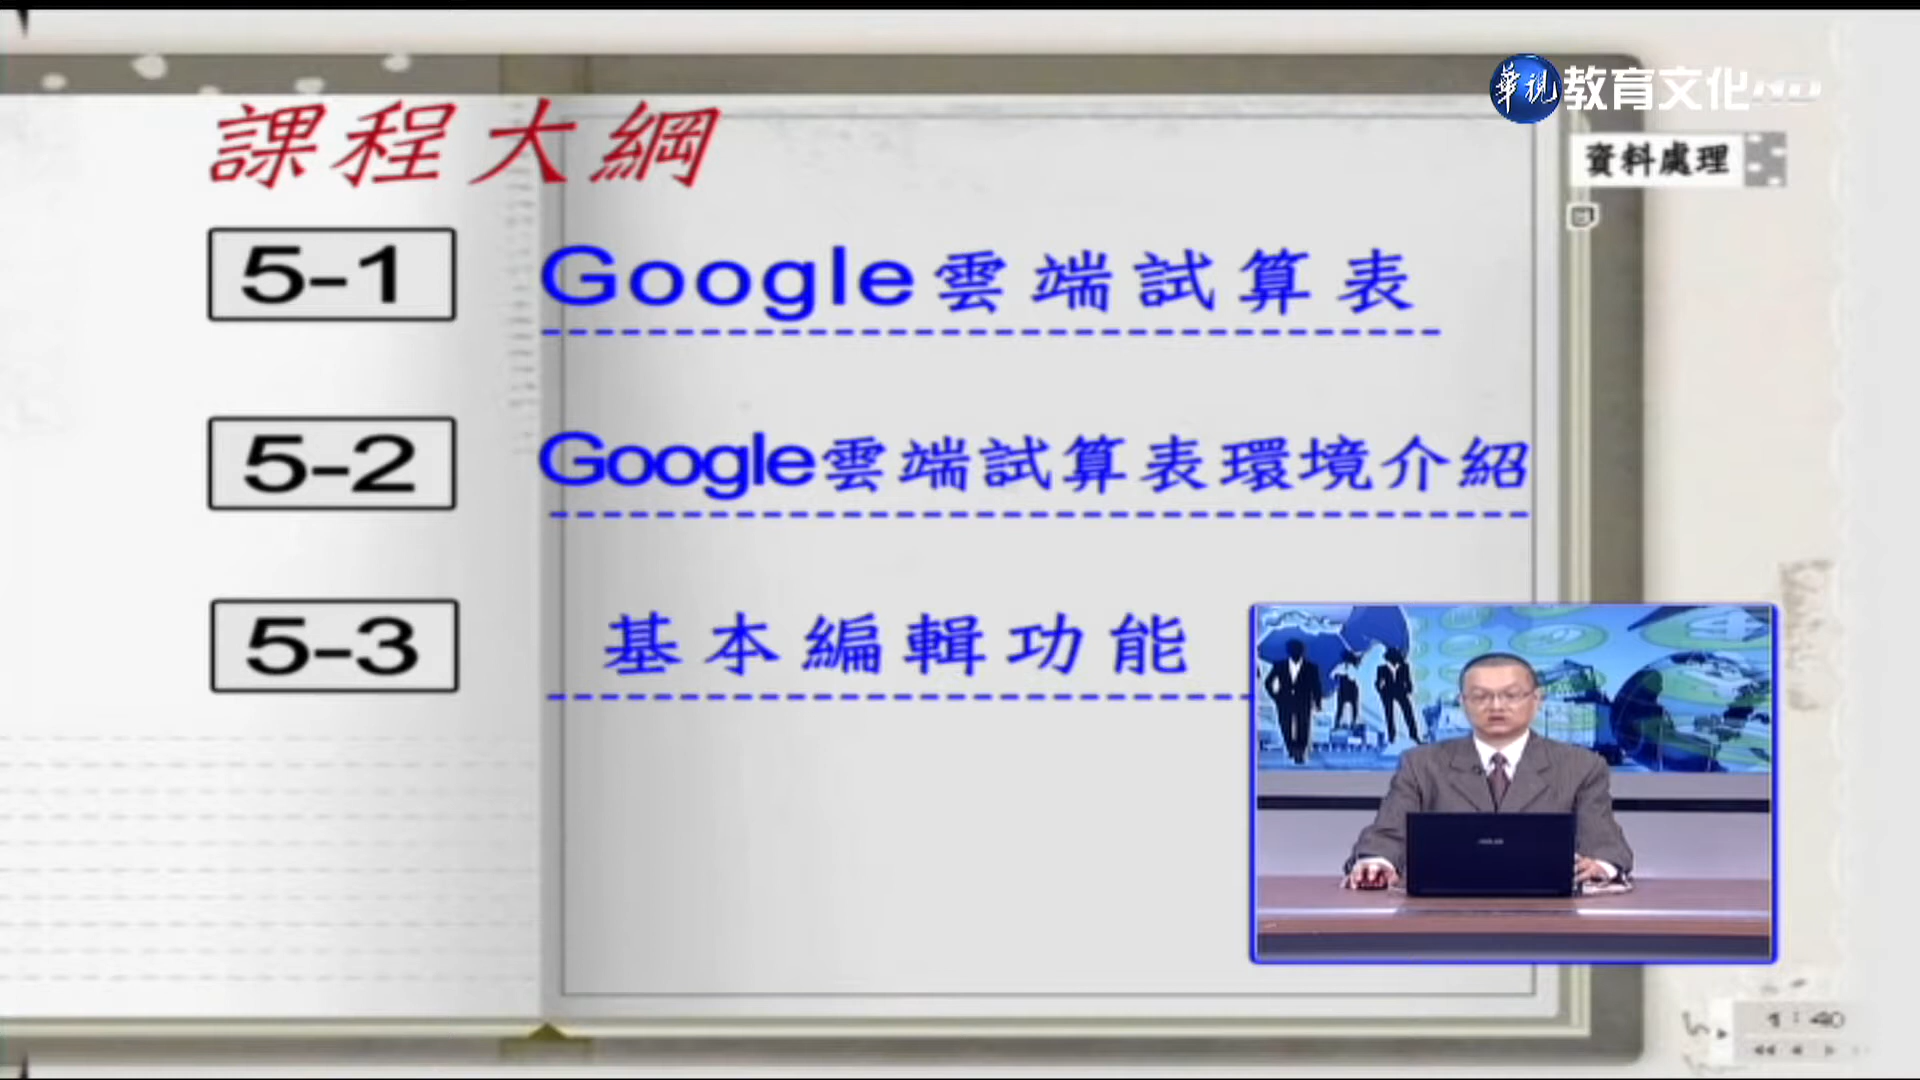 華視 教育文化 HD
資料處理
課程大綱
5-1 Google雲端試算表
5-2 Google雲端試算表環境介紹
5-3 基本編輯功能
ASUS
1:40